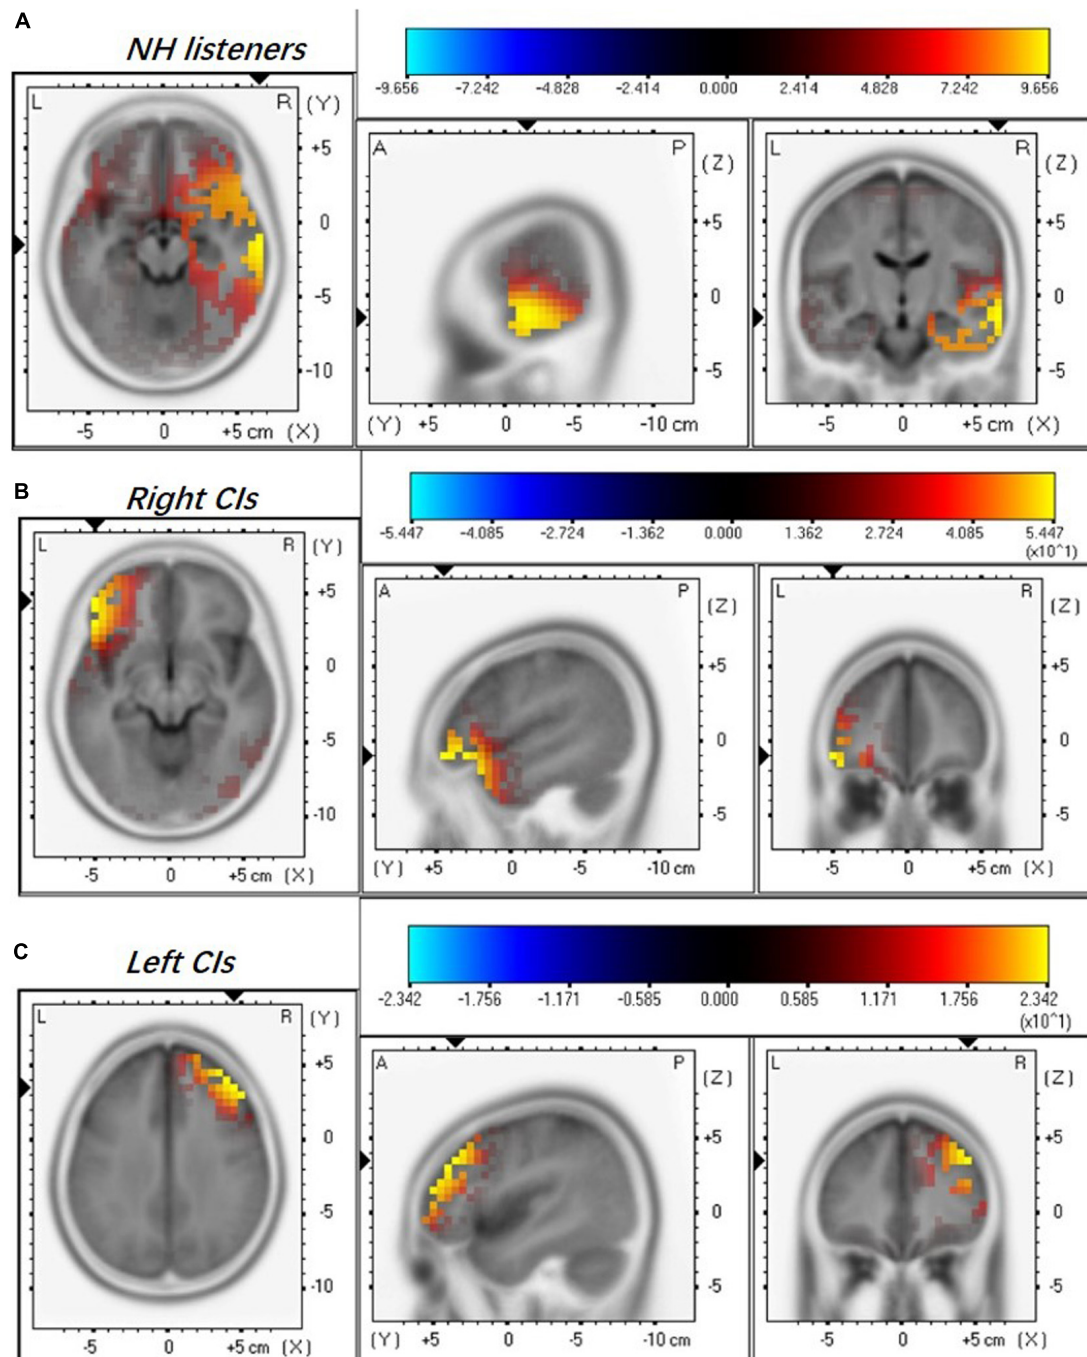 A
NH listeners
-9.656 -7.242 -4.828 -2.414 0.000 2.414 4.828 7.242 9.656
L R (Y)
+5
0
-5
-10
-5 0 +5 cm (X)
A P (Z)
+5
0
-5
(Y) +5 0 -5 -10 cm
L R (Z)
+5
0
-5
-5 0 +5 cm (X)
B
Right CIs
-5.447 -4.085 -2.724 -1.362 0.000 1.362 2.724 4.085 5.447
(x10^1)
L R (Y)
+5
0
-5
-10
-5 0 +5 cm (X)
A P (Z)
+5
0
-5
(Y) +5 0 -5 -10 cm
L R (Z)
+5
0
-5
-5 0 +5 cm (X)
C
Left CIs
-2.342 -1.756 -1.171 -0.585 0.000 0.585 1.171 1.756 2.342
(x10^1)
L R (Y)
+5
0
-5
-10
-5 0 +5 cm (X)
A P (Z)
+5
0
-5
(Y) +5 0 -5 -10 cm
L R (Z)
+5
0
-5
-5 0 +5 cm (X)